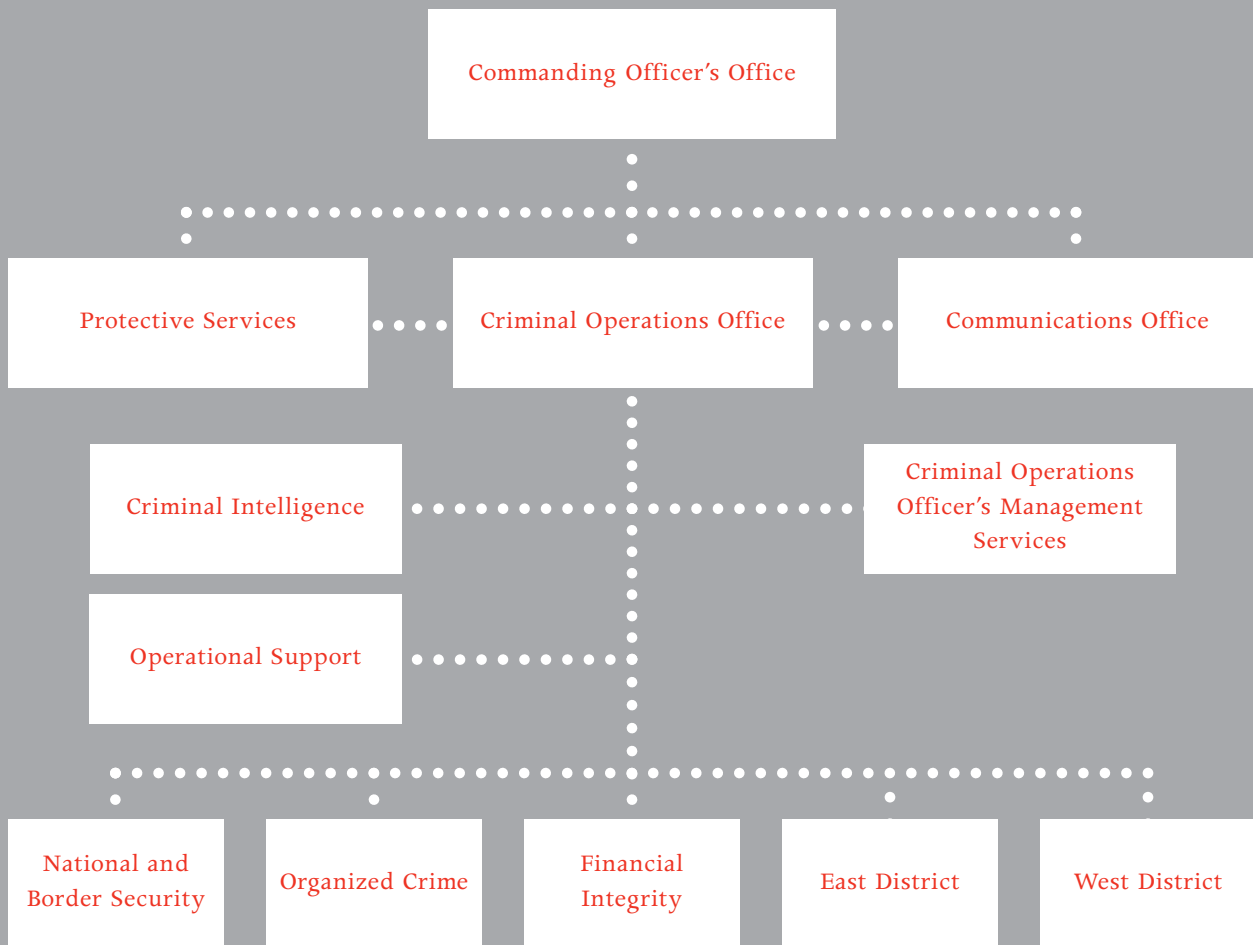 Commanding Officer’s Office
Protective Services
Criminal Operations Office
Communications Office
Criminal Intelligence
Criminal Operations
Officer’s Management
Services
Operational Support
National and
Border Security
Organized Crime
Financial
Integrity
East District
West District